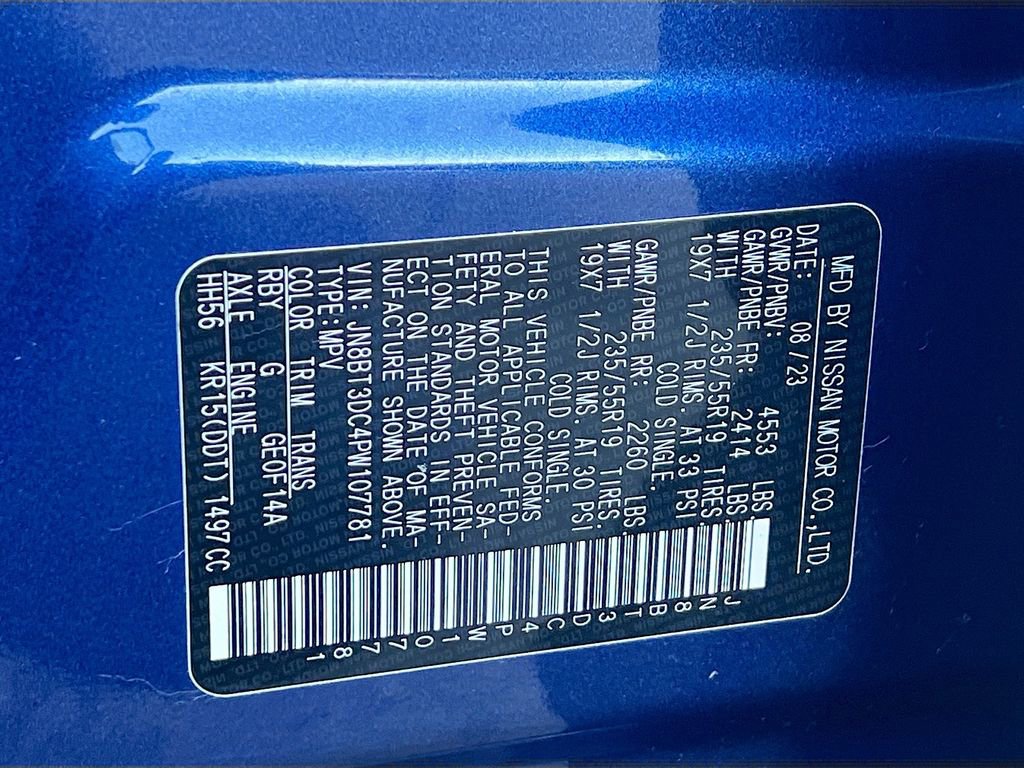 MFD BY NISSAN MOTOR CO.,LTD.
DATE: 08/23
GVWR/PNBV: 4553 LBS
GAWR/PNBE FR: 2414 LBS
WITH 235/55R19 TIRES.
19X7 1/2J RIMS. AT 33 PSI
COLD SINGLE.
GAWR/PNBE RR: 2260 LBS
WITH 235/55R19 TIRES.
19X7 1/2J RIMS. AT 30 PSI
COLD SINGLE.
THIS VEHICLE CONFORMS
TO ALL APPLICABLE FED-
ERAL MOTOR VEHICLE SA-
FETY AND THEFT PREVEN-
TION STANDARDS IN EFF-
ECT ON THE DATE OF MA-
NUFACTURE SHOWN ABOVE.
VIN: JN8BT3DC4PW107781
TYPE:MPV
COLOR TRIM TRANS
RBY G GE0F14A
AXLE ENGINE
HH56 KR15(DDT) 1497CC
JN8BT3DC4PW107781